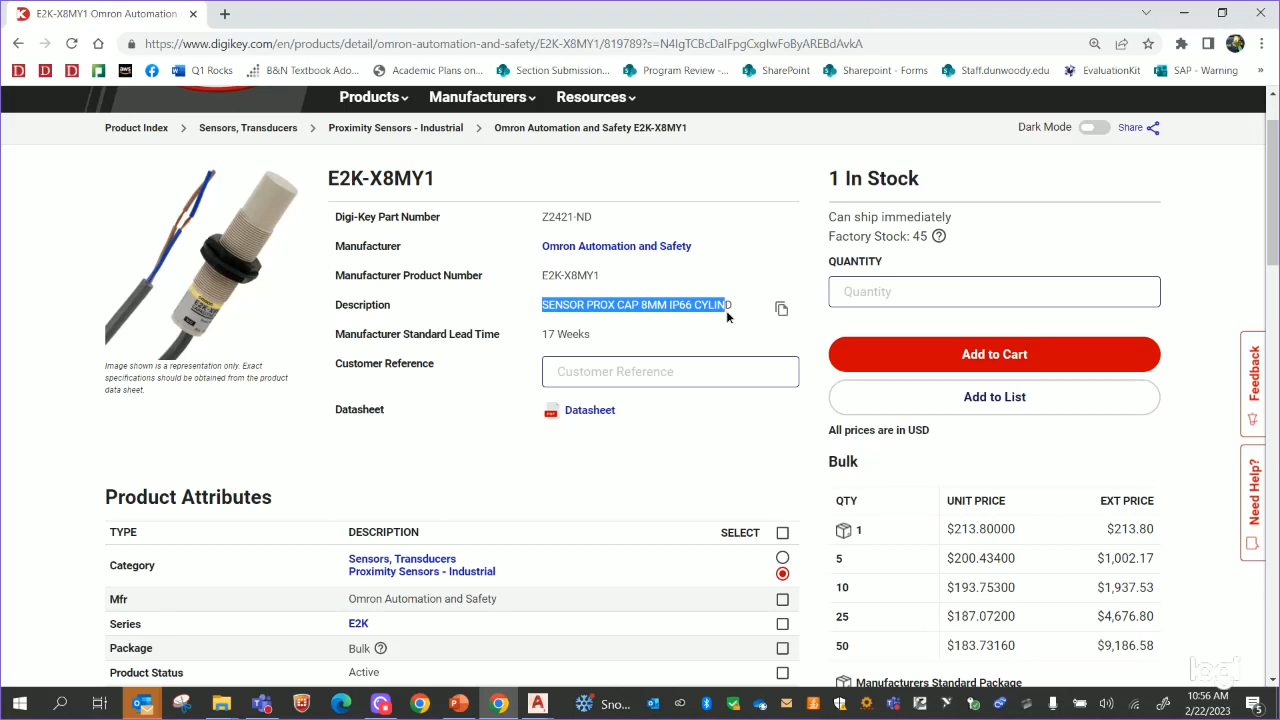 E2K-X8MY1 Omron Automation
https://www.digikey.com/en/products/detail/omron-automation-and-safety/E2K-X8MY1/819789?s=N4IgTCBcDaIFpgCxgIwFoByAREBdAvkA
Q1 Rocks
B&N Textbook Ado...
Academic Plans on...
Section Submission...
Program Review -...
SharePoint
Sharepoint - Forms
Staff.dunwoody.edu
EvaluationKit
SAP - Warning
»
Products
Manufacturers
Resources
Product Index > Sensors, Transducers > Proximity Sensors - Industrial > Omron Automation and Safety E2K-X8MY1
Dark Mode
Share
E2K-X8MY1
Digi-Key Part Number Z2421-ND
Manufacturer Omron Automation and Safety
Manufacturer Product Number E2K-X8MY1
Description SENSOR PROX CAP 8MM IP66 CYLIND
Manufacturer Standard Lead Time 17 Weeks
Customer Reference Customer Reference
Datasheet Datasheet
Image shown is a representation only. Exact
specifications should be obtained from the product
data sheet.
1 In Stock
Can ship immediately
Factory Stock: 45
QUANTITY
Quantity
Add to Cart
Add to List
All prices are in USD
Bulk
QTY UNIT PRICE EXT PRICE
1 $213.80000 $213.80
5 $200.43400 $1,002.17
10 $193.75300 $1,937.53
25 $187.07200 $4,676.80
50 $183.73160 $9,186.58
Manufacturers Standard Package
Product Attributes
TYPE DESCRIPTION SELECT
Category Sensors, Transducers
Proximity Sensors - Industrial
Mfr Omron Automation and Safety
Series E2K
Package Bulk
Product Status Active
Feedback
Need Help?
logi
Sno...
10:56 AM
2/22/2023
5